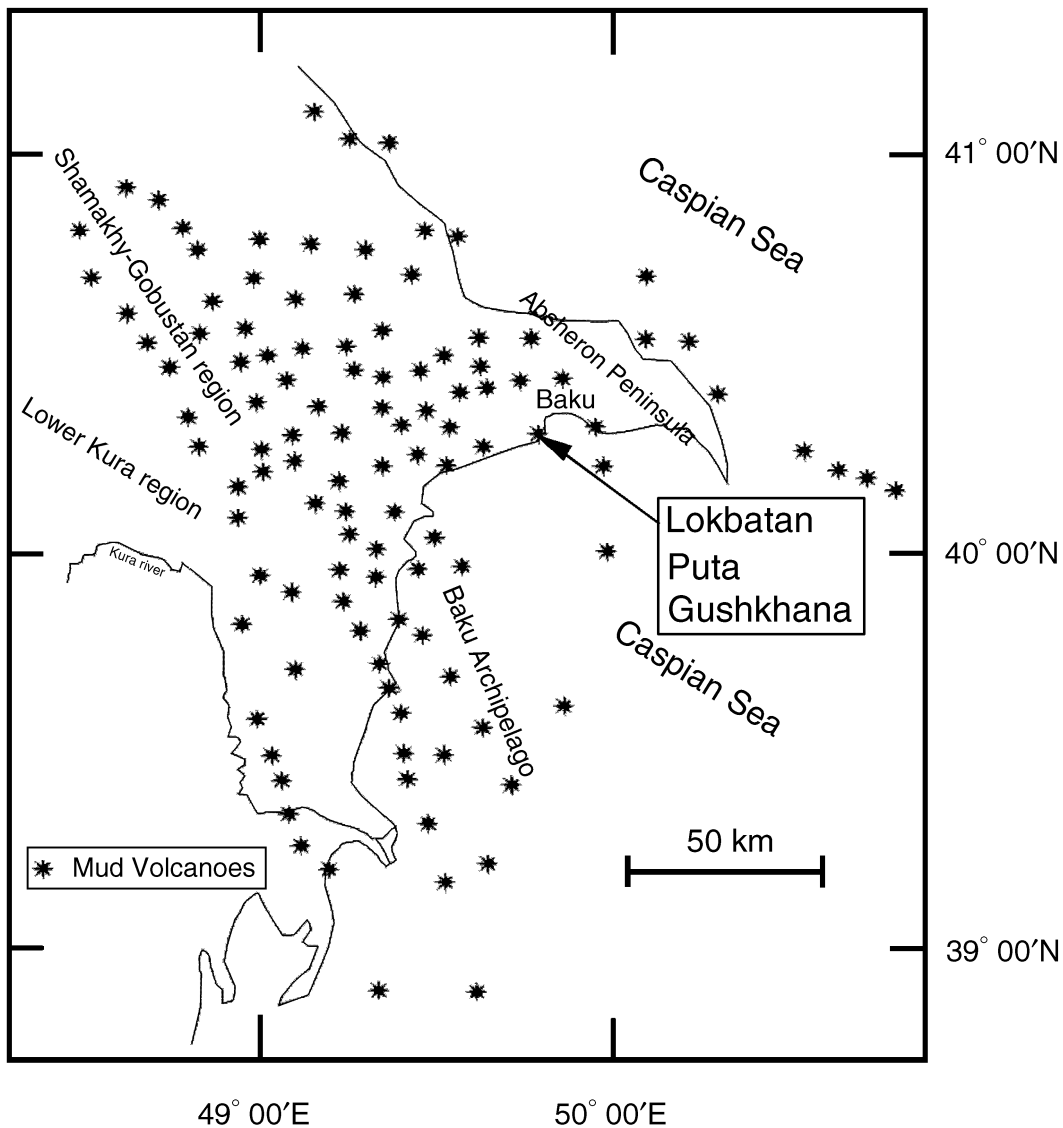 41° 00′N
Caspian Sea
Shamakhy-Gobustan region
Absheron Peninsula
Baku
Lower Kura region
Lokbatan
Puta
Gushkhana
Kura river
40° 00′N
Baku Archipelago
Caspian Sea
50 km
Mud Volcanoes
39° 00′N
49° 00′E
50° 00′E